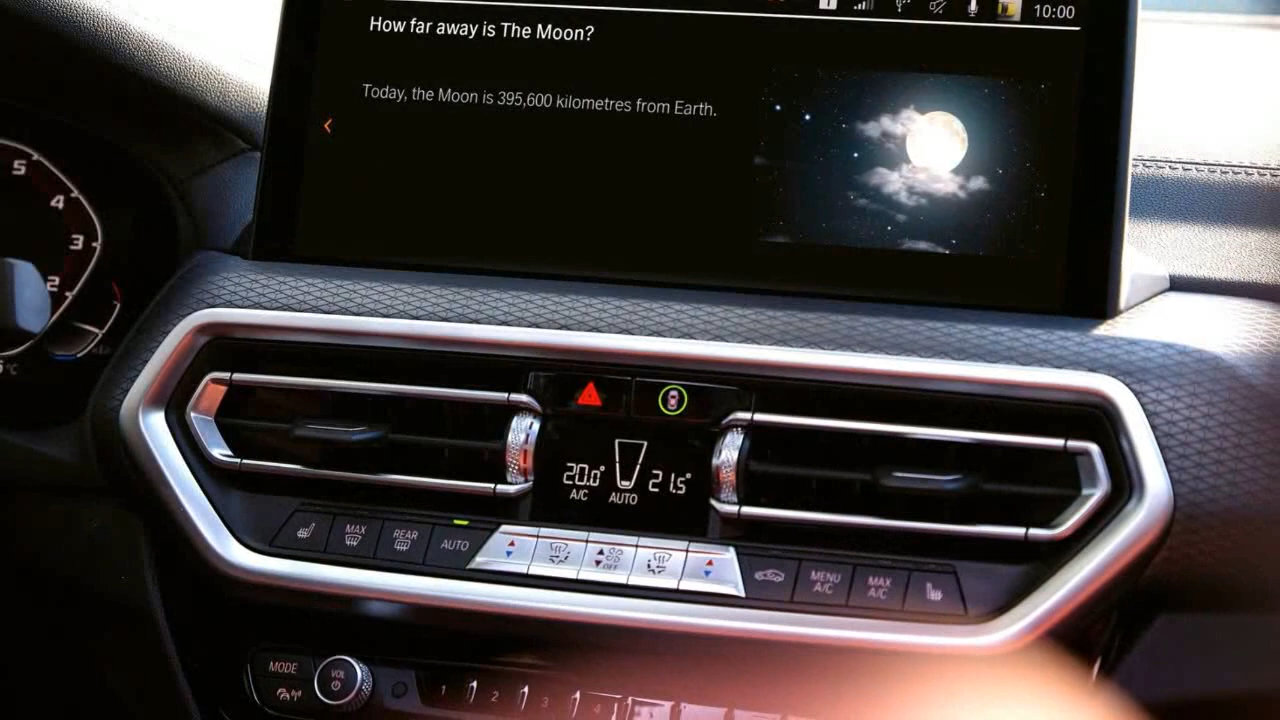 10:00
How far away is The Moon?
Today, the Moon is 395,600 kilometres from Earth.
5
4
3
2
°C
20.0° 21.5°
A/C AUTO
MAX
REAR
AUTO
OFF
MENU
A/C
MAX
A/C
MODE
VOL
1 2 3 4